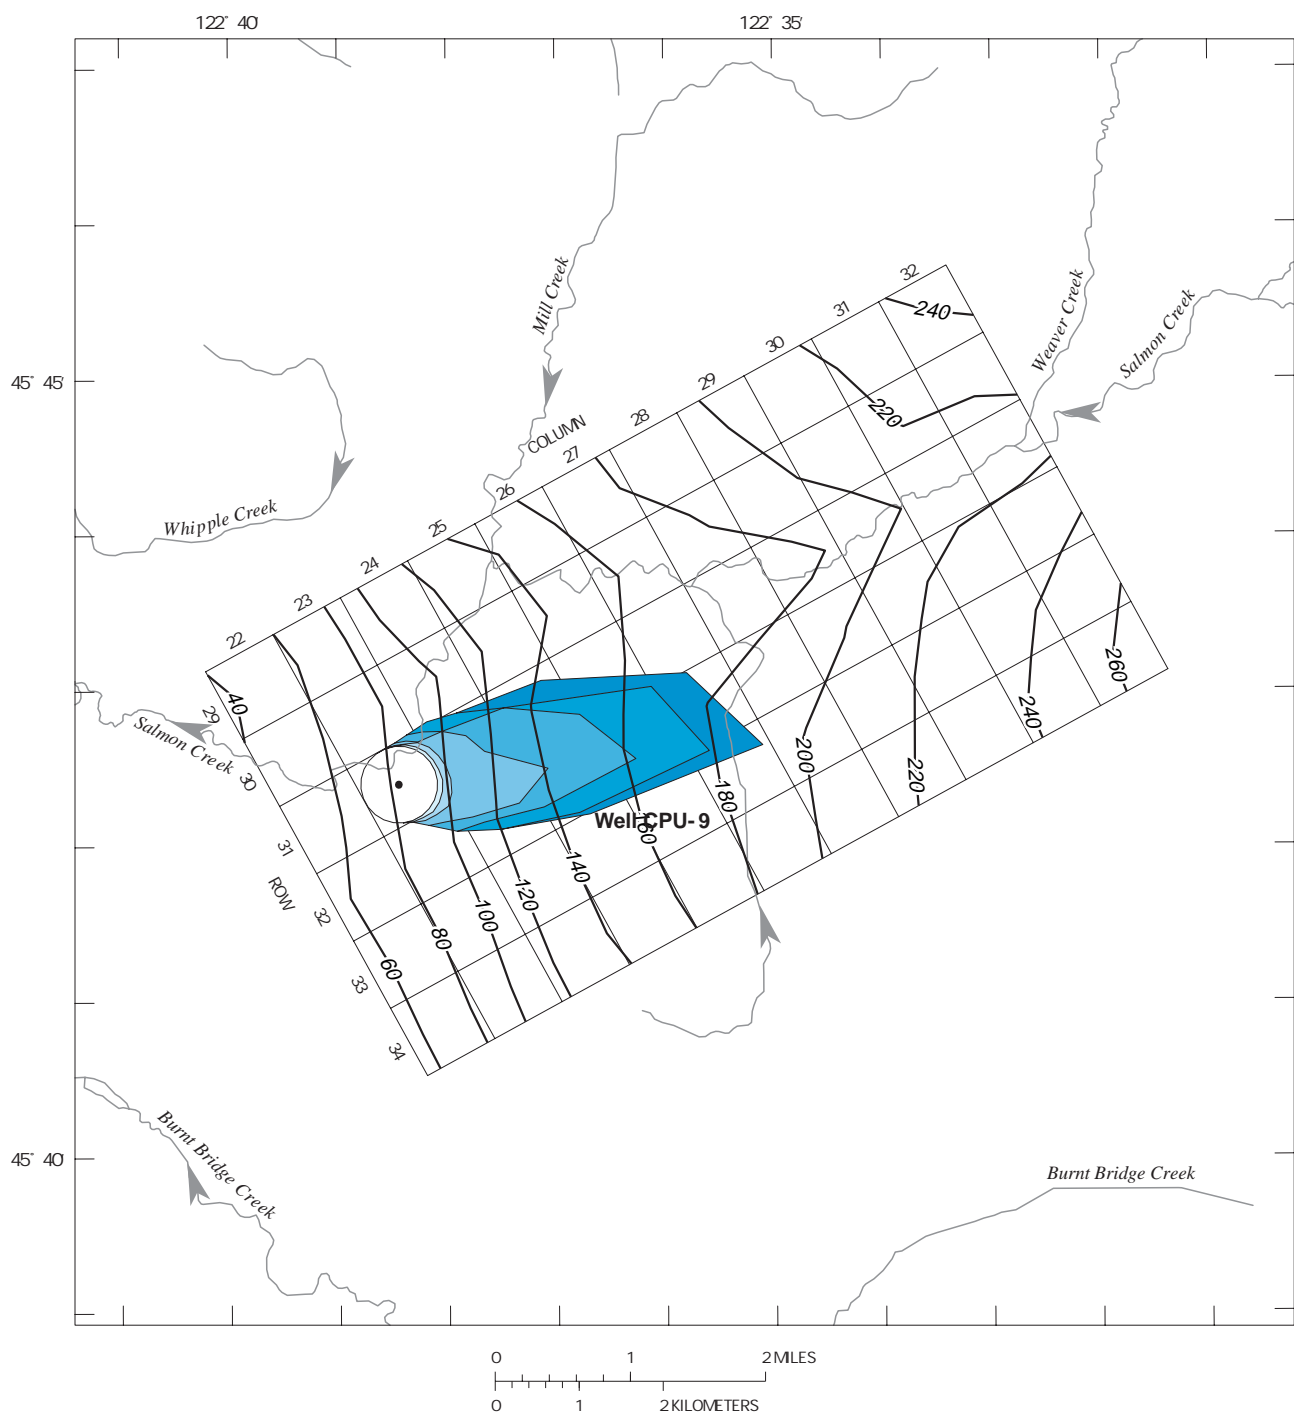 122° 40'
122° 35'
45° 45'
45° 40'
Mill Creek
Weaver Creek
Salmon Creek
Whipple Creek
Salmon Creek
Burnt Bridge Creek
Burnt Bridge Creek
COLUMN
22
23
24
25
26
27
28
29
30
31
32
ROW
29
30
31
32
33
34
40
60
80
100
120
140
160
180
200
220
240
260
220
240
Well CPU-9
0 1 2 MILES
0 1 2 KILOMETERS